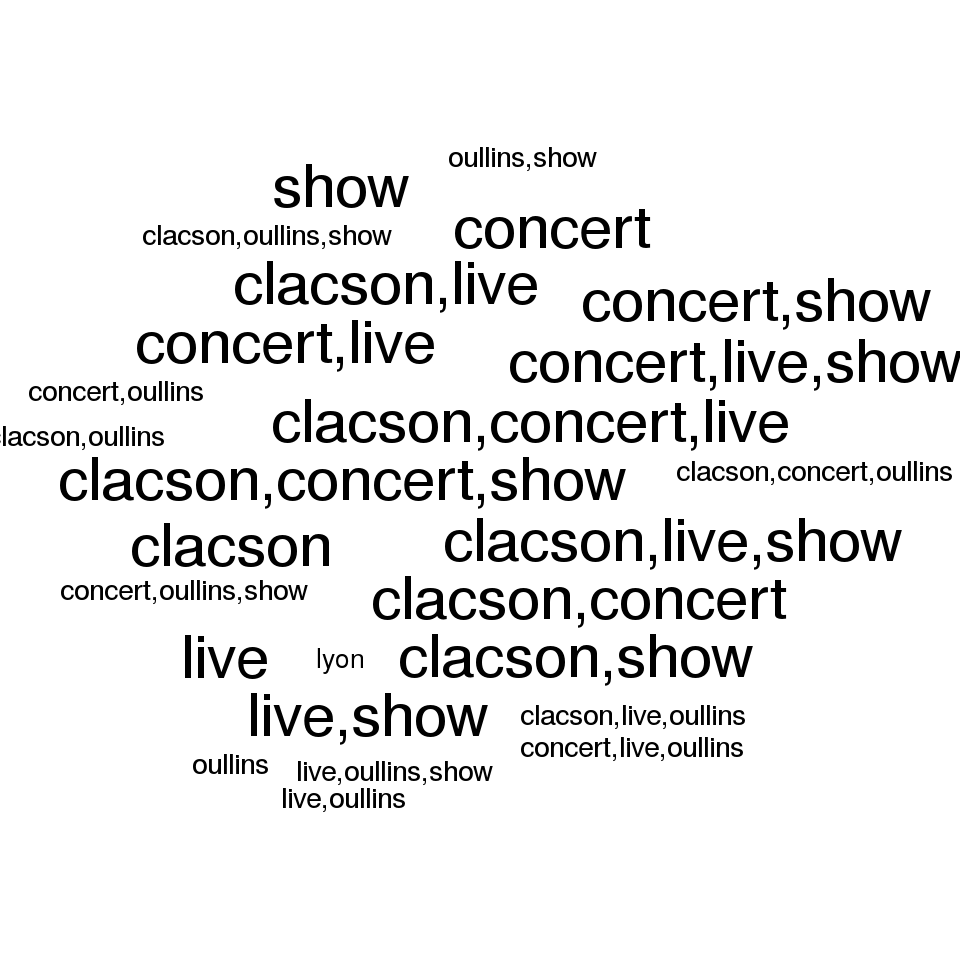 oullins,show
show
concert
clacson,oullins,show
clacson,live
concert,show
concert,live
concert,live,show
concert,oullins
clacson,concert,live
lacson,oullins
clacson,concert,show
clacson,concert,oullins
clacson
clacson,live,show
concert,oullins,show
clacson,concert
live
lyon
clacson,show
live,show
clacson,live,oullins
concert,live,oullins
oullins
live,oullins,show
live,oullins